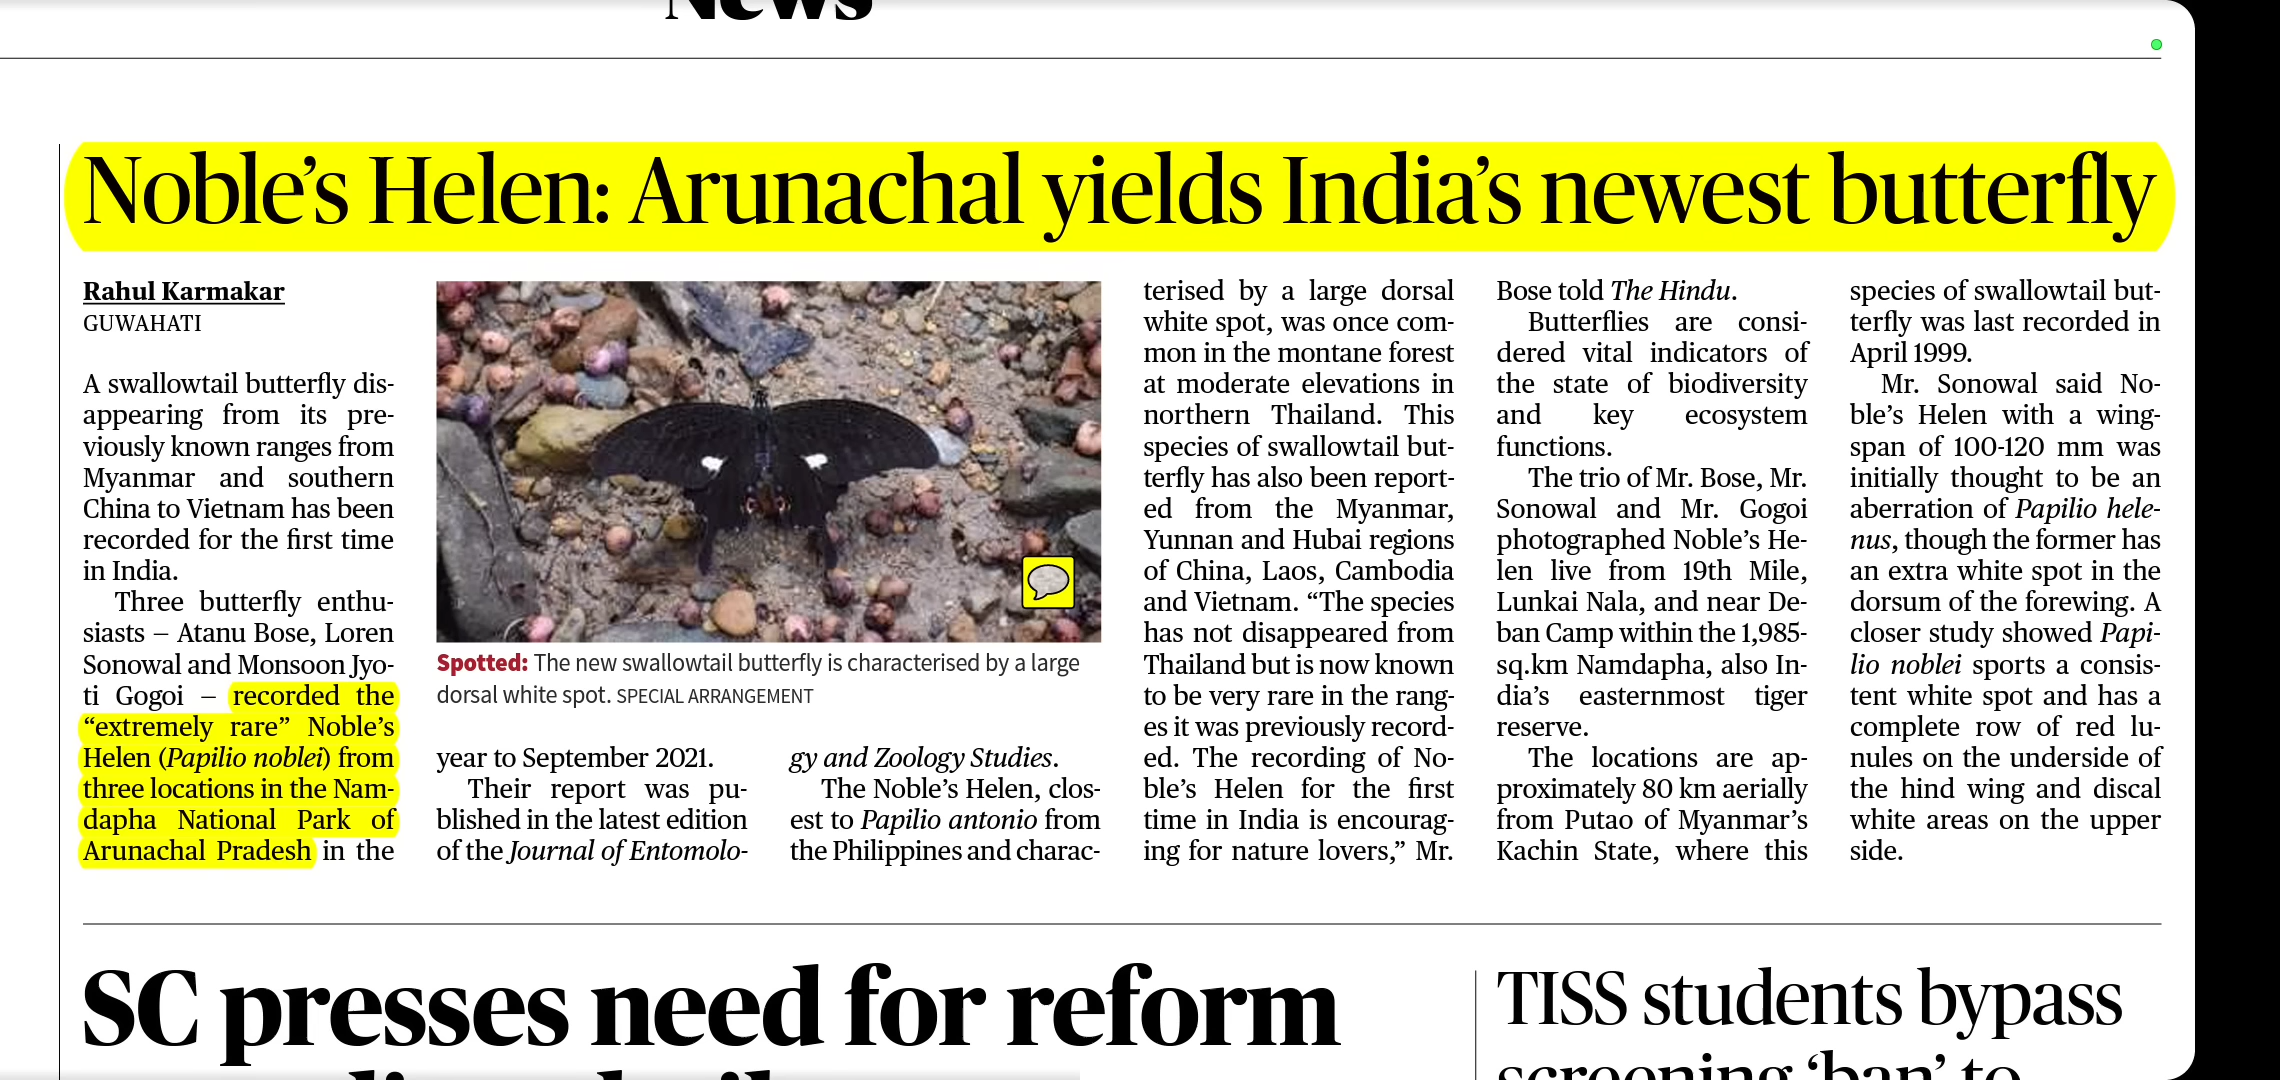 News
Noble’s Helen: Arunachal yields India’s newest butterfly
Rahul Karmakar
GUWAHATI
A swallowtail butterfly dis-
appearing from its pre-
viously known ranges from
Myanmar and southern
China to Vietnam has been
recorded for the first time
in India.
Three butterfly enthu-
siasts – Atanu Bose, Loren
Sonowal and Monsoon Jyo-
ti Gogoi – recorded the
“extremely rare” Noble’s
Helen (Papilio noblei) from
three locations in the Nam-
dapha National Park of
Arunachal Pradesh in the
Spotted: The new swallowtail butterfly is characterised by a large
dorsal white spot. SPECIAL ARRANGEMENT
year to September 2021.
Their report was pu-
blished in the latest edition
of the Journal of Entomolo-
gy and Zoology Studies.
The Noble’s Helen, clos-
est to Papilio antonio from
the Philippines and charac-
terised by a large dorsal
white spot, was once com-
mon in the montane forest
at moderate elevations in
northern Thailand. This
species of swallowtail but-
terfly has also been report-
ed from the Myanmar,
Yunnan and Hubai regions
of China, Laos, Cambodia
and Vietnam. “The species
has not disappeared from
Thailand but is now known
to be very rare in the rang-
es it was previously record-
ed. The recording of No-
ble’s Helen for the first
time in India is encourag-
ing for nature lovers,” Mr.
Bose told The Hindu.
Butterflies are consi-
dered vital indicators of
the state of biodiversity
and key ecosystem
functions.
The trio of Mr. Bose, Mr.
Sonowal and Mr. Gogoi
photographed Noble’s He-
len live from 19th Mile,
Lunkai Nala, and near De-
ban Camp within the 1,985-
sq.km Namdapha, also In-
dia’s easternmost tiger
reserve.
The locations are ap-
proximately 80 km aerially
from Putao of Myanmar’s
Kachin State, where this
species of swallowtail but-
terfly was last recorded in
April 1999.
Mr. Sonowal said No-
ble’s Helen with a wing-
span of 100-120 mm was
initially thought to be an
aberration of Papilio hele-
nus, though the former has
an extra white spot in the
dorsum of the forewing. A
closer study showed Papi-
lio noblei sports a consis-
tent white spot and has a
complete row of red lu-
nules on the underside of
the hind wing and discal
white areas on the upper
side.
SC presses need for reform
TISS students bypass
screening ‘ban’ to